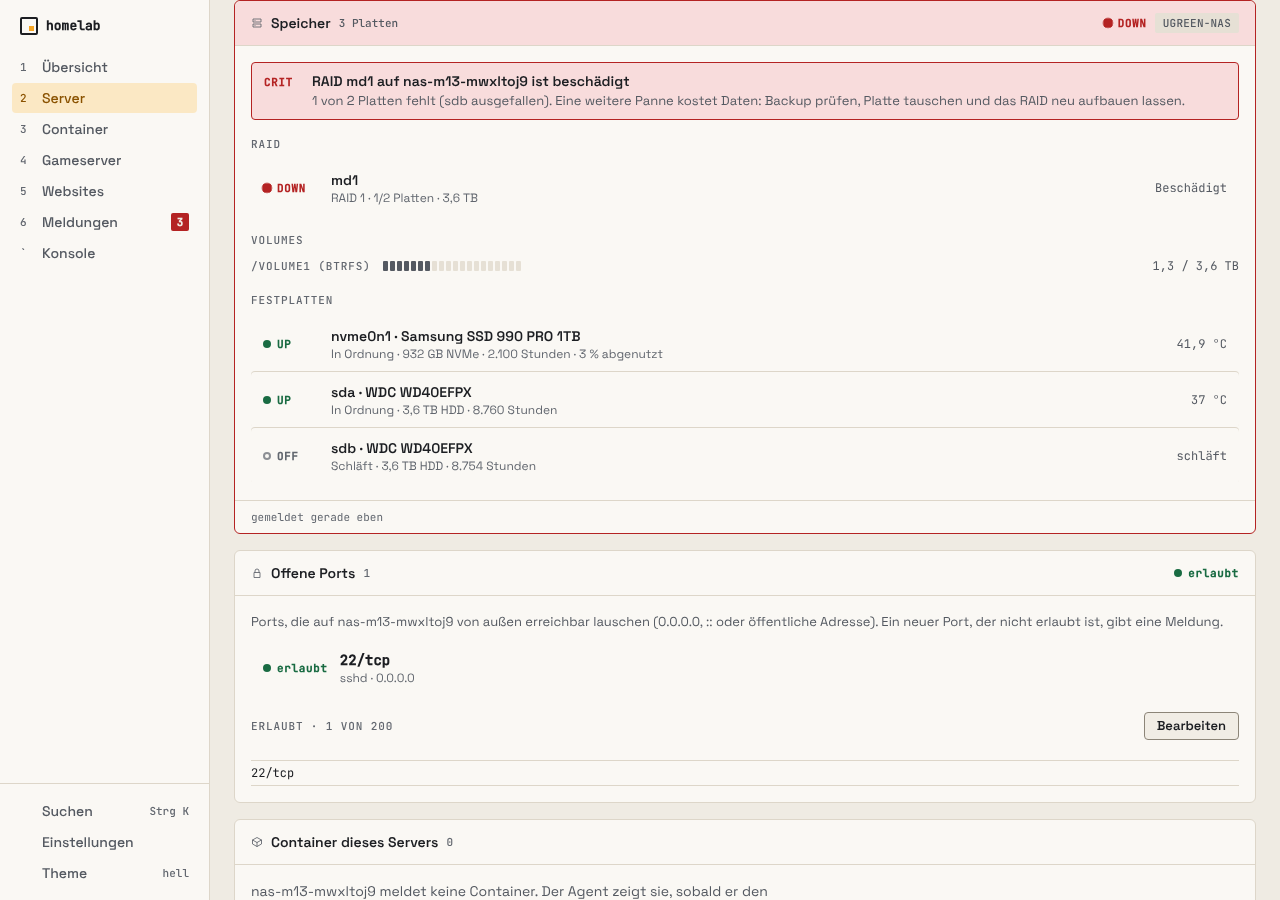 homelab
1 Übersicht
2 Server
3 Container
4 Gameserver
5 Websites
6 Meldungen 3
` Konsole
Suchen Strg K
Einstellungen
Theme hell
Speicher 3 Platten DOWN UGREEN-NAS
CRIT RAID md1 auf nas-m13-mwxltoj9 ist beschädigt
1 von 2 Platten fehlt (sdb ausgefallen). Eine weitere Panne kostet Daten: Backup prüfen, Platte tauschen und das RAID neu aufbauen lassen.
RAID
DOWN md1 Beschädigt
RAID 1 · 1/2 Platten · 3,6 TB
VOLUMES
/VOLUME1 (BTRFS) 1,3 / 3,6 TB
FESTPLATTEN
UP nvme0n1 · Samsung SSD 990 PRO 1TB 41,9 °C
In Ordnung · 932 GB NVMe · 2.100 Stunden · 3 % abgenutzt
UP sda · WDC WD40EFPX 37 °C
In Ordnung · 3,6 TB HDD · 8.760 Stunden
OFF sdb · WDC WD40EFPX schläft
Schläft · 3,6 TB HDD · 8.754 Stunden
gemeldet gerade eben
Offene Ports 1 erlaubt
Ports, die auf nas-m13-mwxltoj9 von außen erreichbar lauschen (0.0.0.0, :: oder öffentliche Adresse). Ein neuer Port, der nicht erlaubt ist, gibt eine Meldung.
erlaubt 22/tcp
sshd · 0.0.0.0
ERLAUBT · 1 VON 200 Bearbeiten
22/tcp
Container dieses Servers 0
nas-m13-mwxltoj9 meldet keine Container. Der Agent zeigt sie, sobald er den